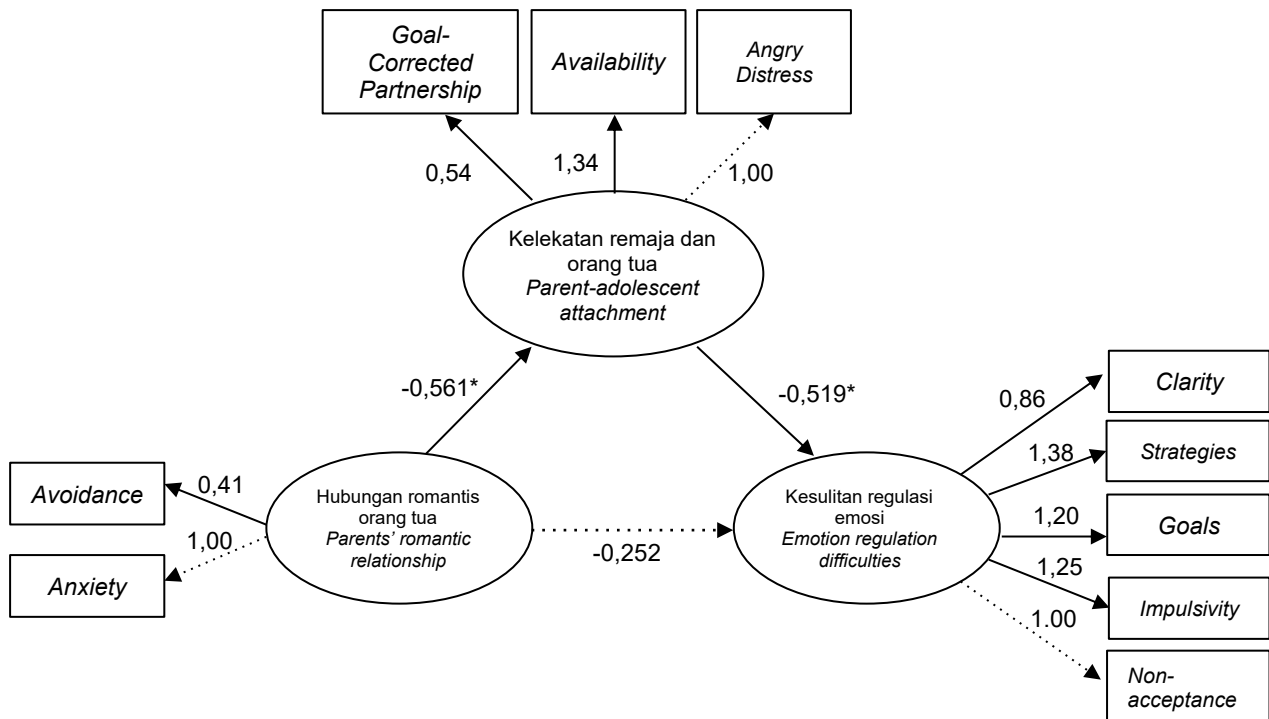 Goal-
Corrected
Partnership
Availability
Angry
Distress
0,54
1,34
1,00
Kelekatan remaja dan
orang tua
Parent-adolescent
attachment
-0,561*
-0,519*
Avoidance
Anxiety
0,41
1,00
Hubungan romantis
orang tua
Parents’ romantic
relationship
-0,252
Kesulitan regulasi
emosi
Emotion regulation
difficulties
0,86
1,38
1,20
1,25
1.00
Clarity
Strategies
Goals
Impulsivity
Non-
acceptance